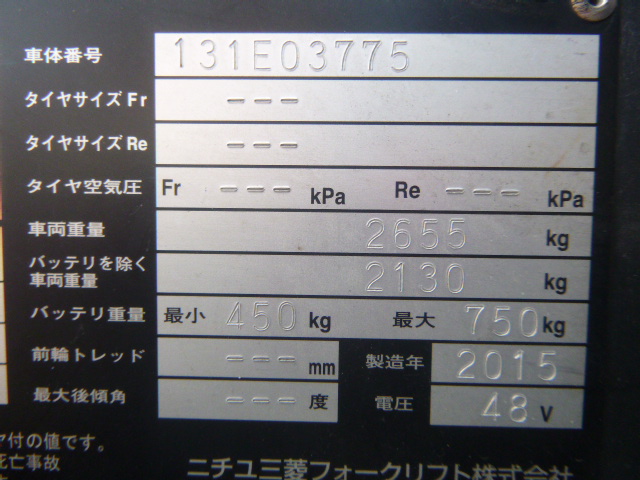 車体番号 131E03775
タイヤサイズ Fr ---
タイヤサイズ Re ---
タイヤ空気圧 Fr --- kPa Re --- kPa
車両重量 2655 kg
バッテリを除く
車両重量 2130 kg
バッテリ重量 最小 450 kg 最大 750 kg
前輪トレッド --- mm 製造年 2015
最大後傾角 --- 度 電圧 48 V
ヤ付の値です。
死亡事故
ニチユ三菱フォークリフト株式会社